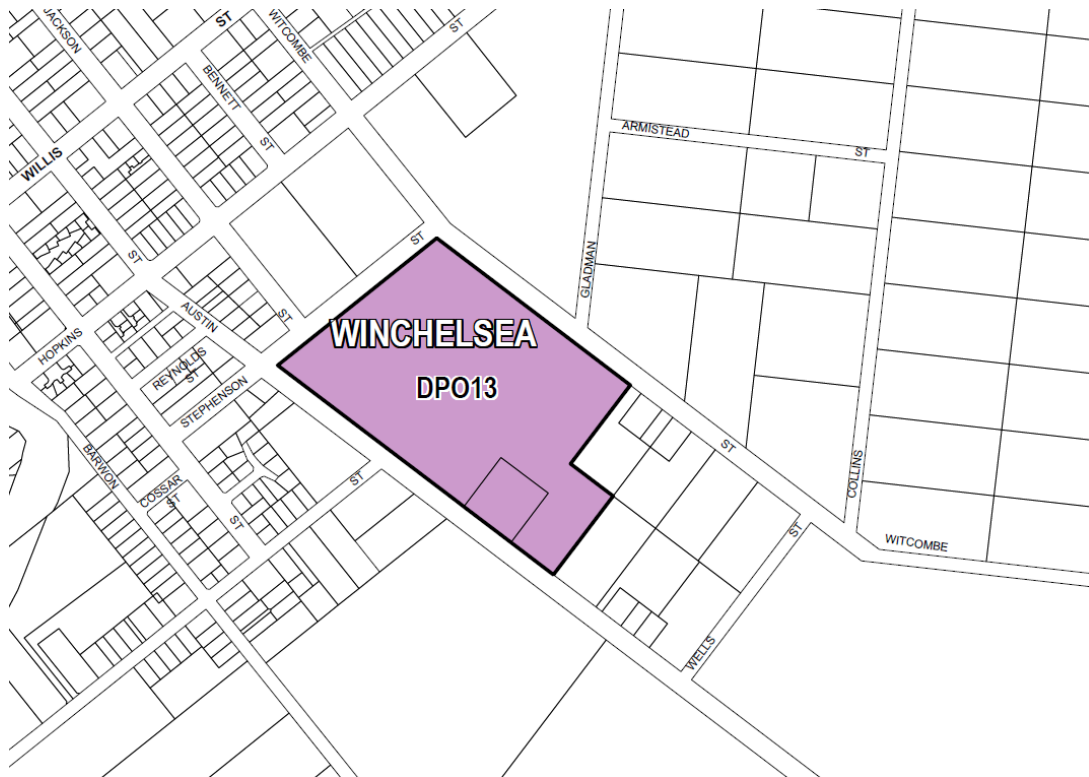 JACKSON
ST
WITCOMBE
ST
BENNETT
ST
WILLIS
ST
ARMISTEAD
ST
GLADMAN
ST
ST
AUSTIN
HOPKINS
REYNOLDS
ST
STEPHENSON
WINCHELSEA
DPO13
BARWON
COSSAR
ST
ST
ST
ST
COLLINS
ST
WITCOMBE
WELLS